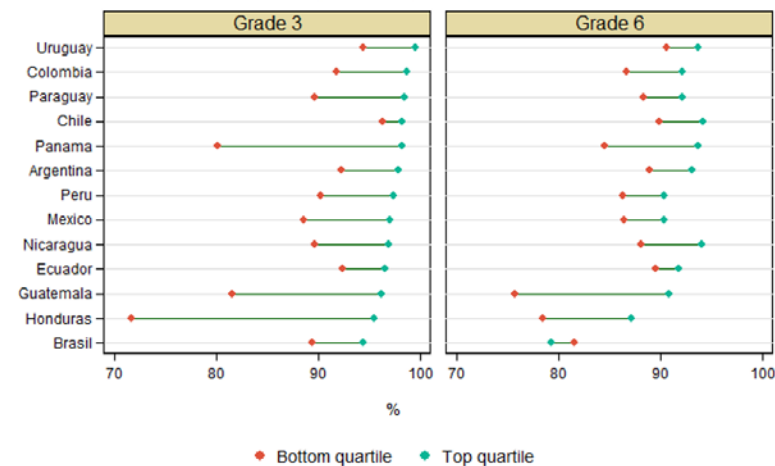 Grade 3 Grade 6
Uruguay
Colombia
Paraguay
Chile
Panama
Argentina
Peru
Mexico
Nicaragua
Ecuador
Guatemala
Honduras
Brasil
70 80 90 100 70 80 90 100
%
Bottom quartile Top quartile